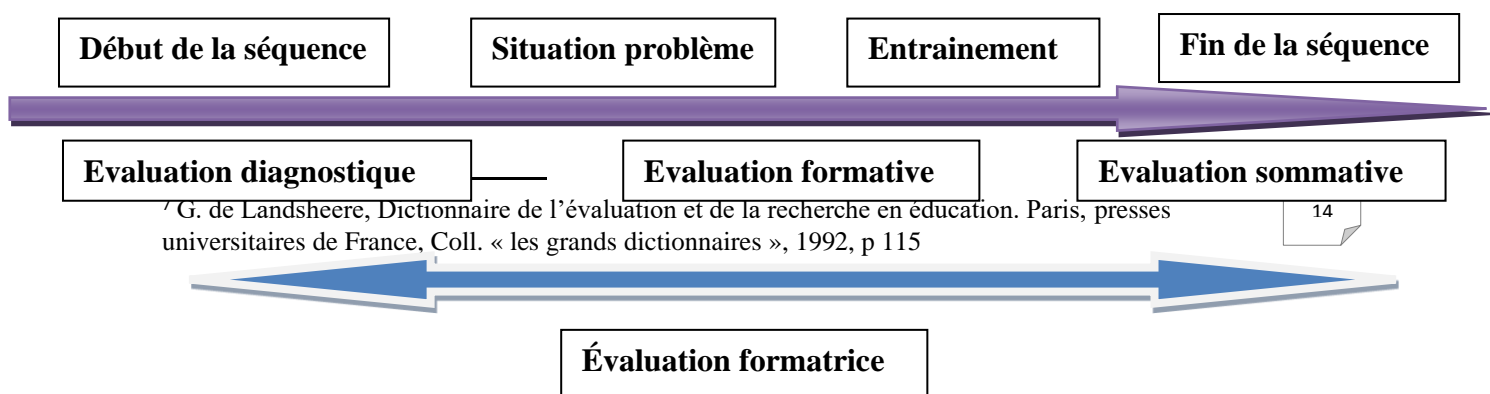 Début de la séquence
Situation problème
Entrainement
Fin de la séquence
Evaluation diagnostique
Evaluation formative
Evaluation sommative
7 G. de Landsheere, Dictionnaire de l’évaluation et de la recherche en éducation. Paris, presses
universitaires de France, Coll. « les grands dictionnaires », 1992, p 115
14
Évaluation formatrice